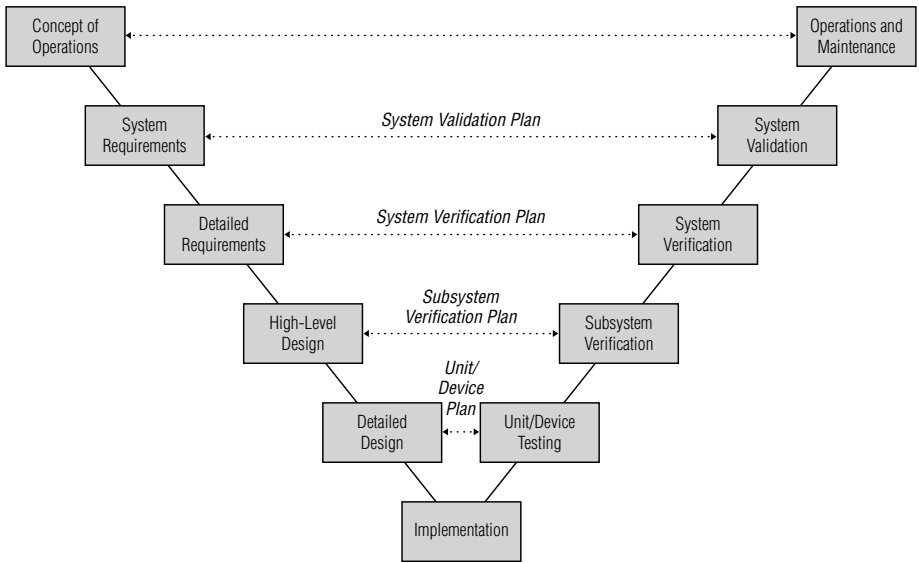 Concept of
Operations
Operations and
Maintenance
System
Requirements
System Validation Plan
System
Validation
Detailed
Requirements
System Verification Plan
System
Verification
High-Level
Design
Subsystem
Verification Plan
Subsystem
Verification
Unit/
Device
Plan
Detailed
Design
Unit/Device
Testing
Implementation